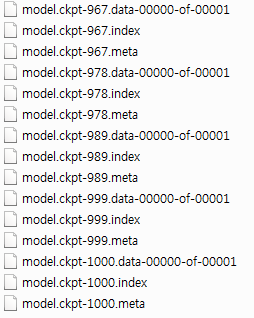 model.ckpt-967.data-00000-of-00001
model.ckpt-967.index
model.ckpt-967.meta
model.ckpt-978.data-00000-of-00001
model.ckpt-978.index
model.ckpt-978.meta
model.ckpt-989.data-00000-of-00001
model.ckpt-989.index
model.ckpt-989.meta
model.ckpt-999.data-00000-of-00001
model.ckpt-999.index
model.ckpt-999.meta
model.ckpt-1000.data-00000-of-00001
model.ckpt-1000.index
model.ckpt-1000.meta